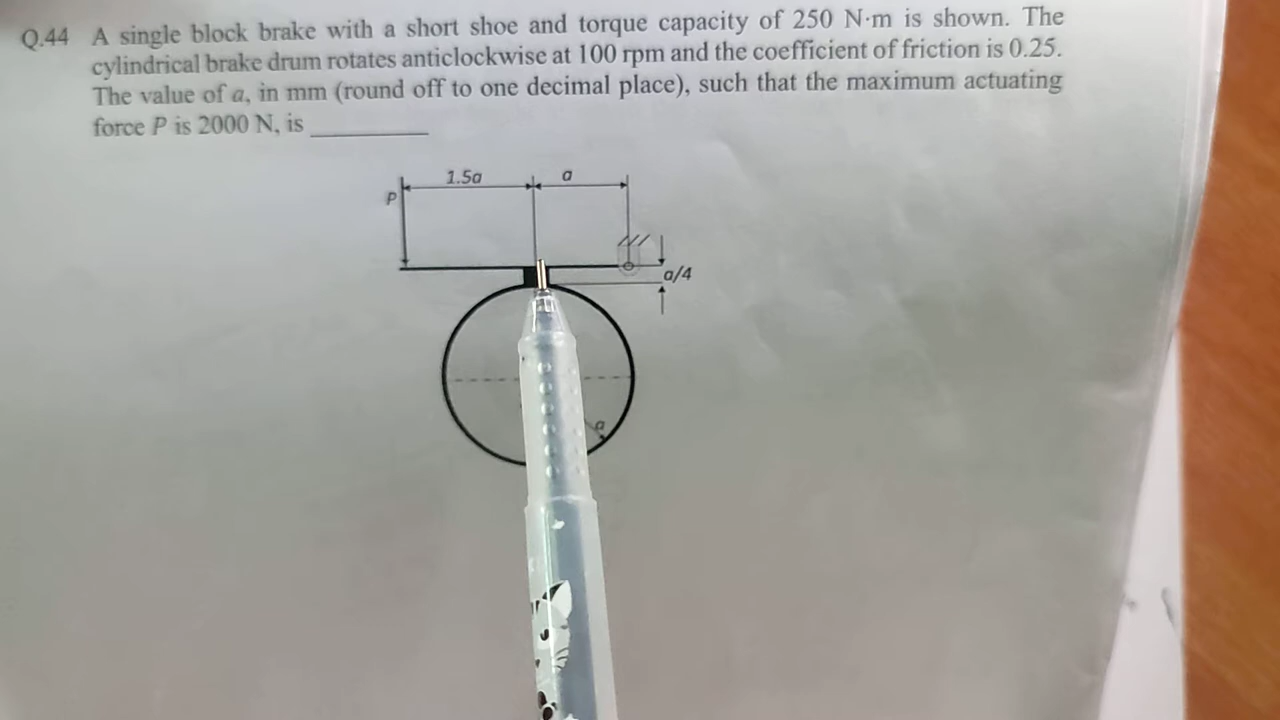 Q.44 A single block brake with a short shoe and torque capacity of 250 N·m is shown. The
cylindrical brake drum rotates anticlockwise at 100 rpm and the coefficient of friction is 0.25.
The value of a, in mm (round off to one decimal place), such that the maximum actuating
force P is 2000 N, is ___________
1.5a
a
P
a/4
a